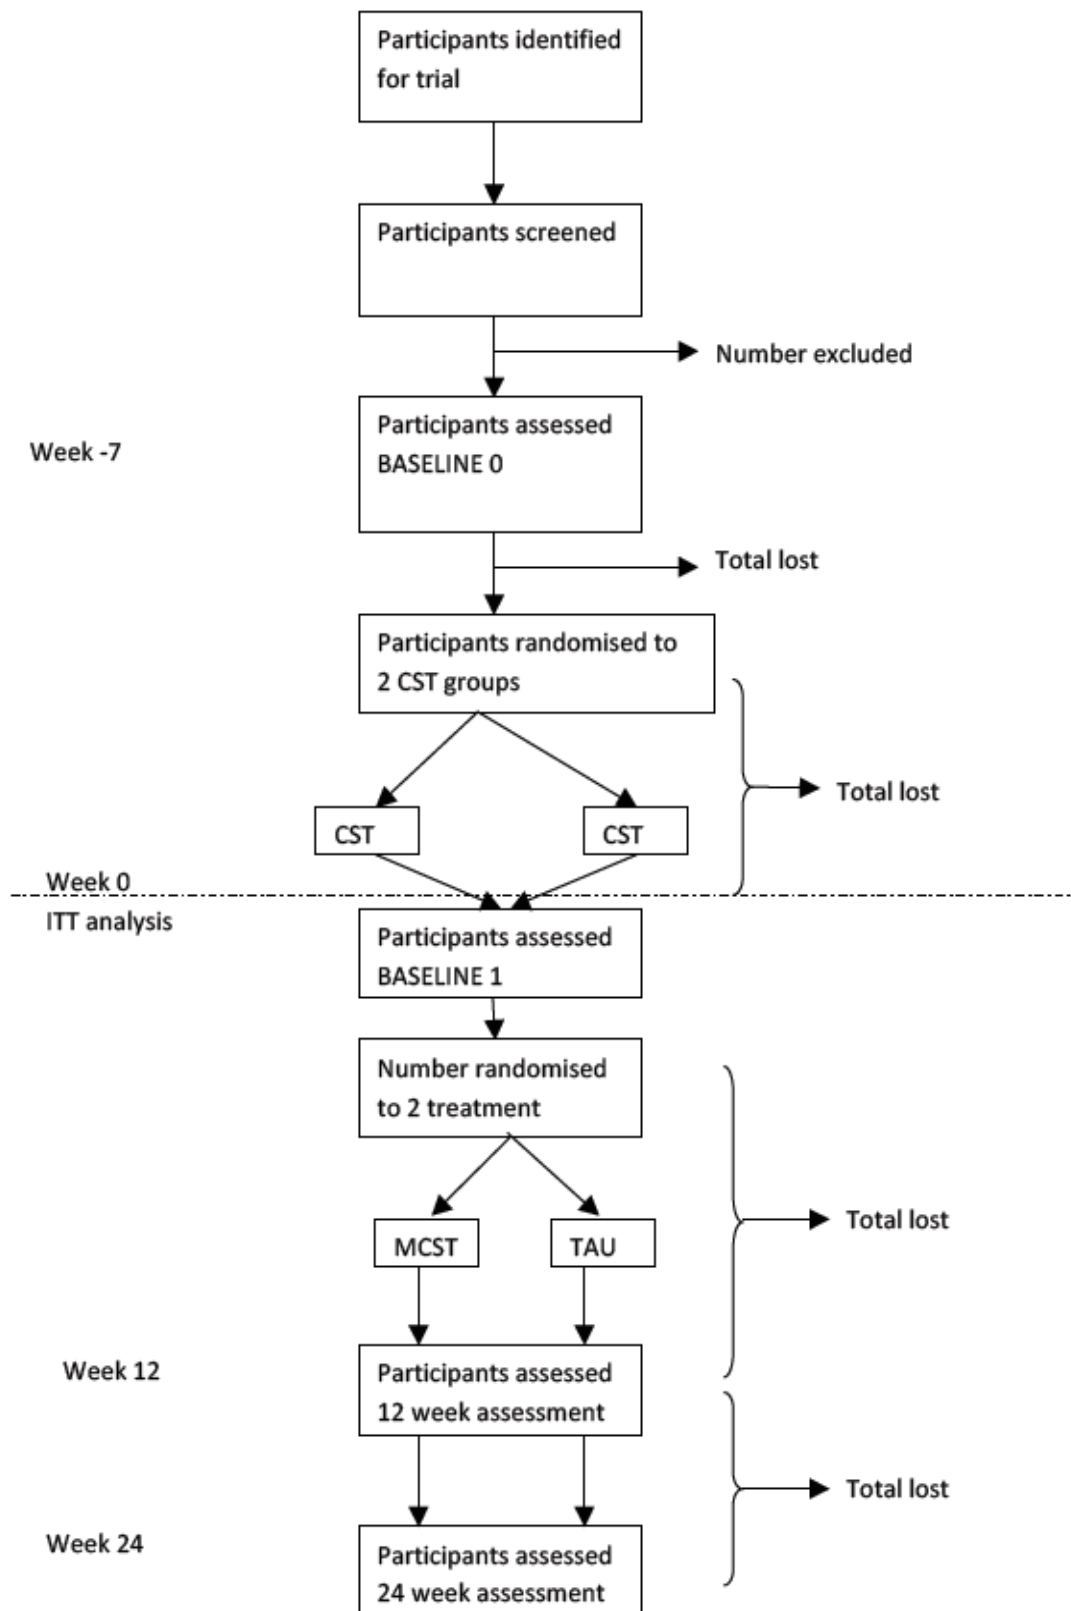 Participants identified
for trial
Participants screened
Number excluded
Participants assessed
BASELINE 0
Week -7
Total lost
Participants randomised to
2 CST groups
Total lost
CST
CST
Week 0
ITT analysis
Participants assessed
BASELINE 1
Number randomised
to 2 treatment
Total lost
MCST
TAU
Week 12
Participants assessed
12 week assessment
Total lost
Week 24
Participants assessed
24 week assessment